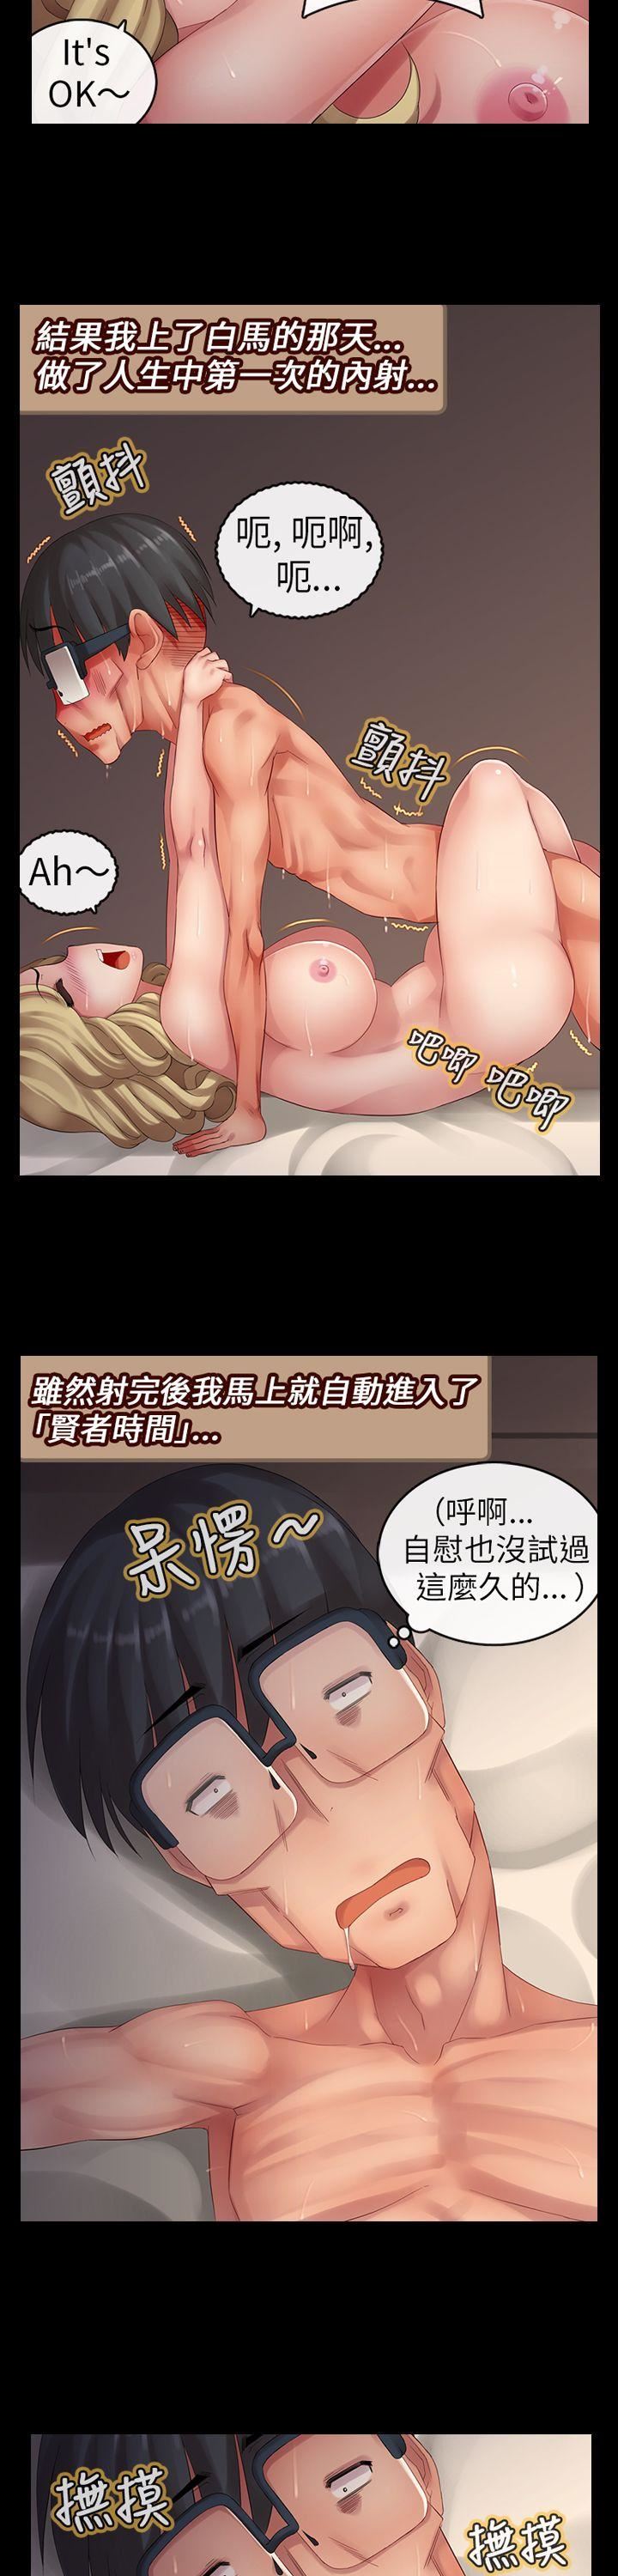 It's
OK～
結果我上了白馬的那天...
做了人生中第一次的內射...
顫抖
呃, 呃啊,
呃...
顫抖
Ah～
吧唧 吧唧
雖然射完後我馬上就自動進入了
「賢者時間」...
呆愣～
(呼啊...
自慰也沒試過
這麼久的...)
撫摸
撫摸